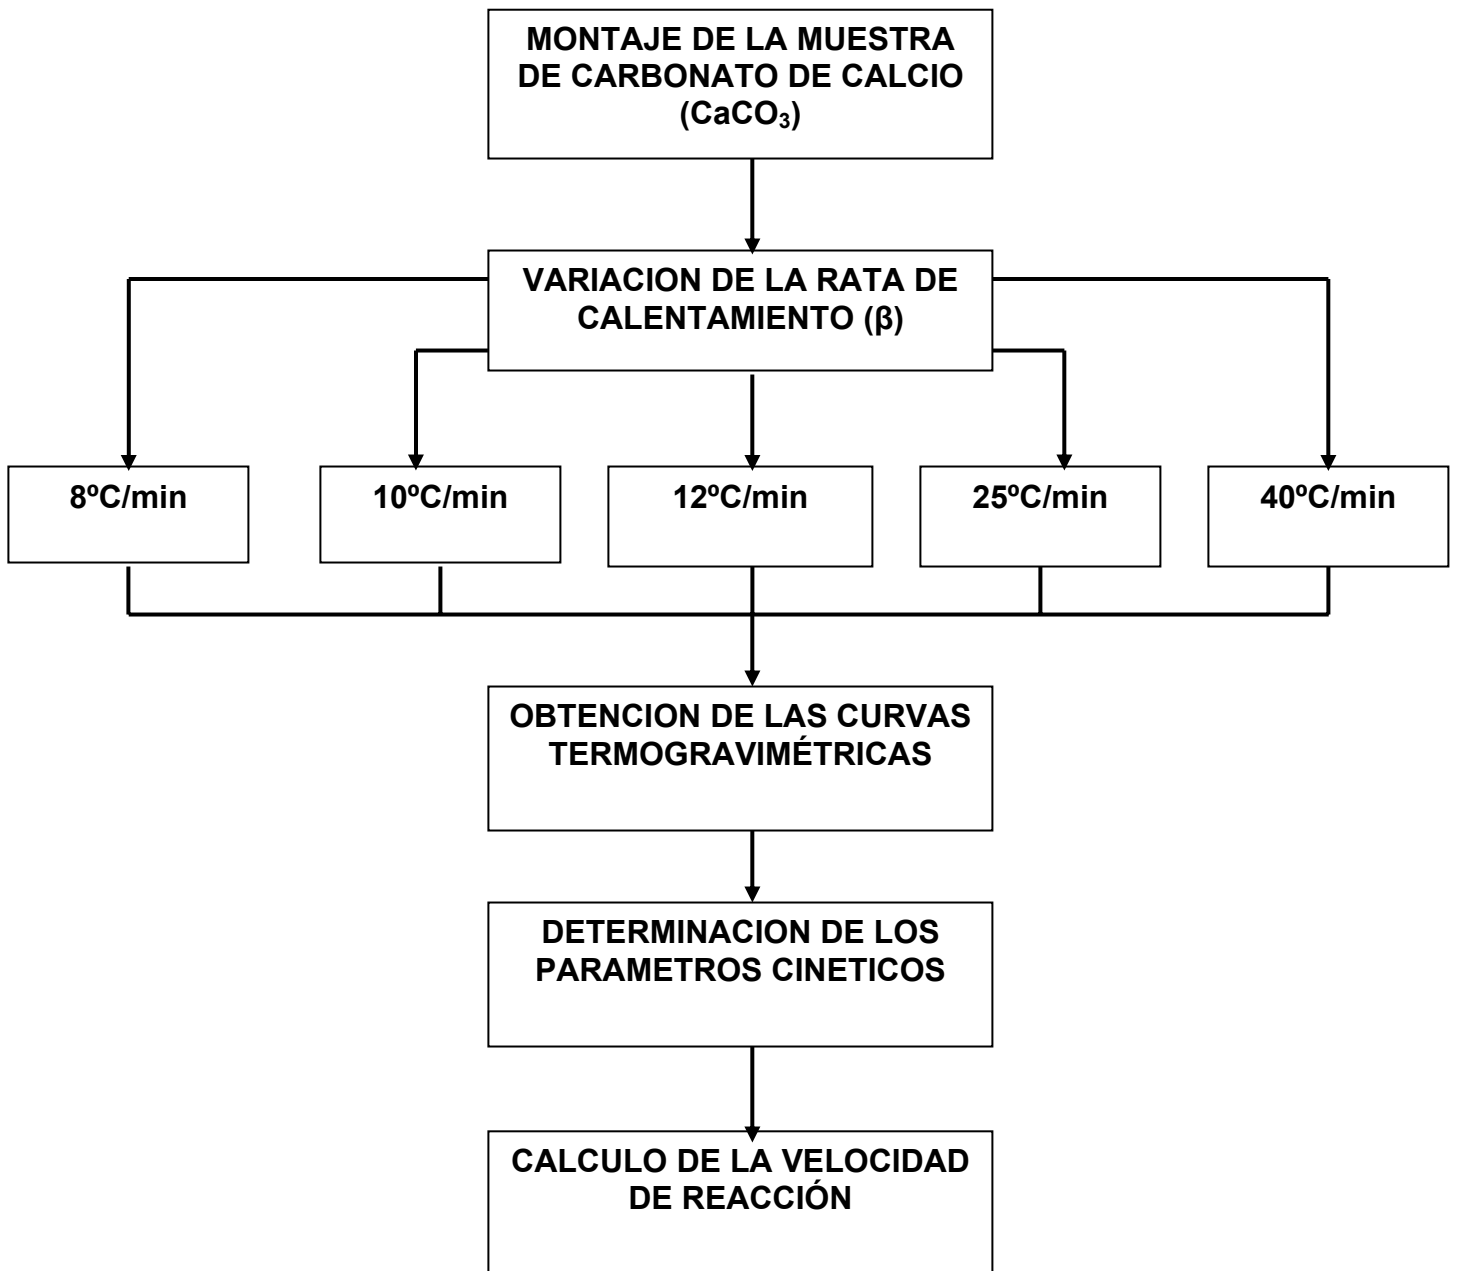 MONTAJE DE LA MUESTRA
DE CARBONATO DE CALCIO
(CaCO₃)
VARIACION DE LA RATA DE
CALENTAMIENTO (β)
8ºC/min
10ºC/min
12ºC/min
25ºC/min
40ºC/min
OBTENCION DE LAS CURVAS
TERMOGRAVIMÉTRICAS
DETERMINACION DE LOS
PARAMETROS CINETICOS
CALCULO DE LA VELOCIDAD
DE REACCIÓN